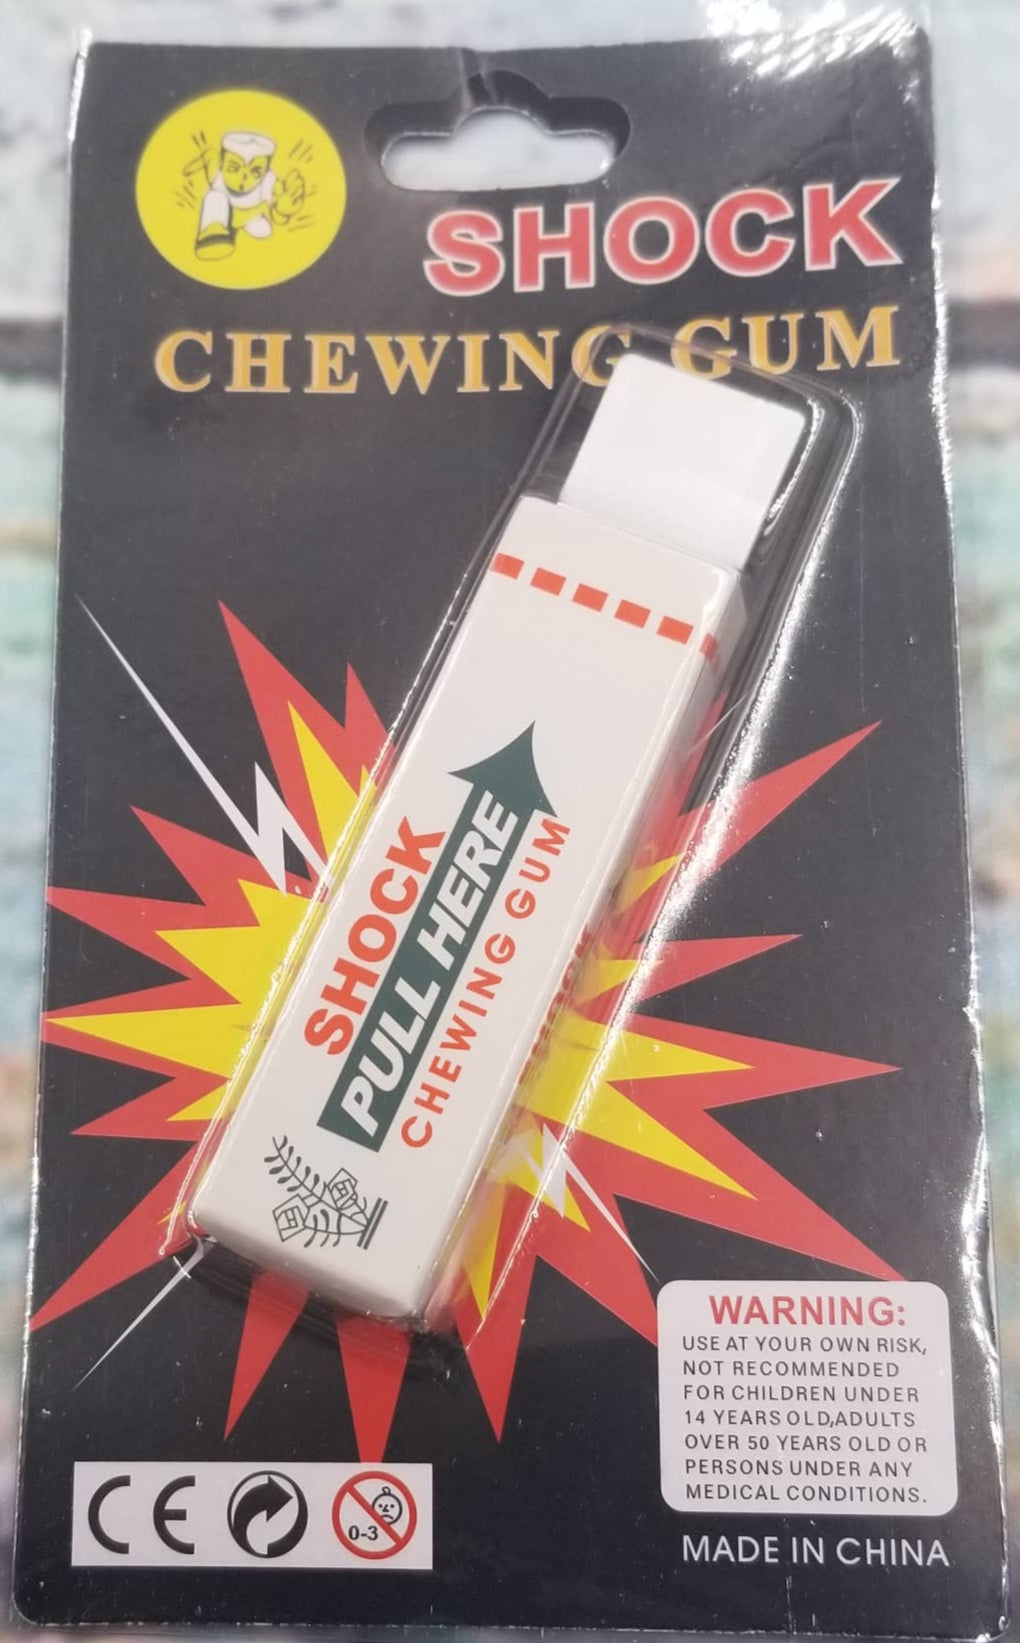 SHOCK
CHEWING GUM
SHOCK
PULL HERE
CHEWING GUM
WARNING:
USE AT YOUR OWN RISK,
NOT RECOMMENDED
FOR CHILDREN UNDER
14 YEARS OLD,ADULTS
OVER 50 YEARS OLD OR
PERSONS UNDER ANY
MEDICAL CONDITIONS.
CE
0-3
MADE IN CHINA